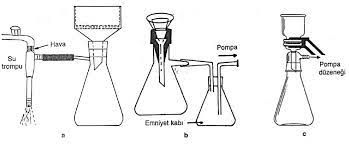 Hava
Su
trompu
Pompa
Emniyet kabı
Pompa
düzeneği
a
b
c